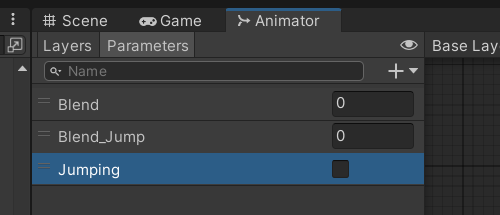 Scene Game Animator
Layers Parameters Base Lay
Name
Blend 0
Blend_Jump 0
Jumping